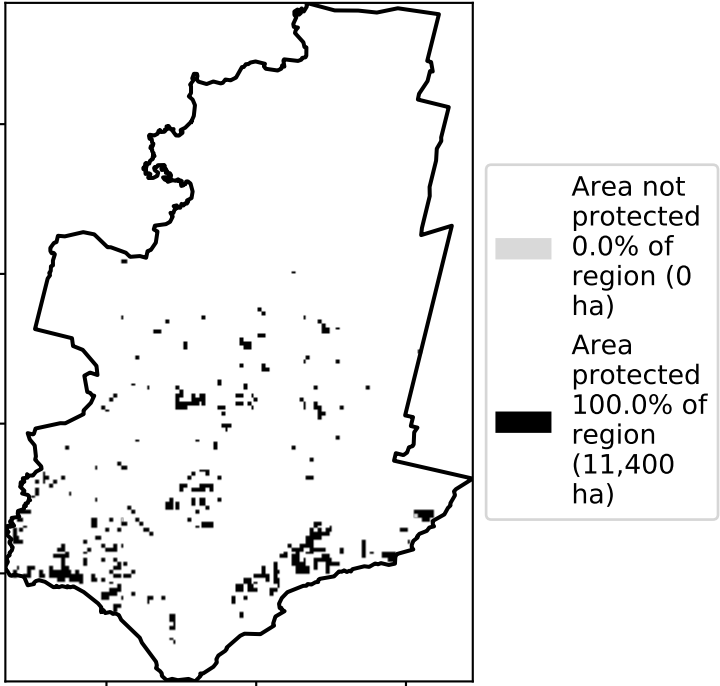 Area not
protected
0.0% of
region (0
ha)
Area
protected
100.0% of
region
(11,400
ha)